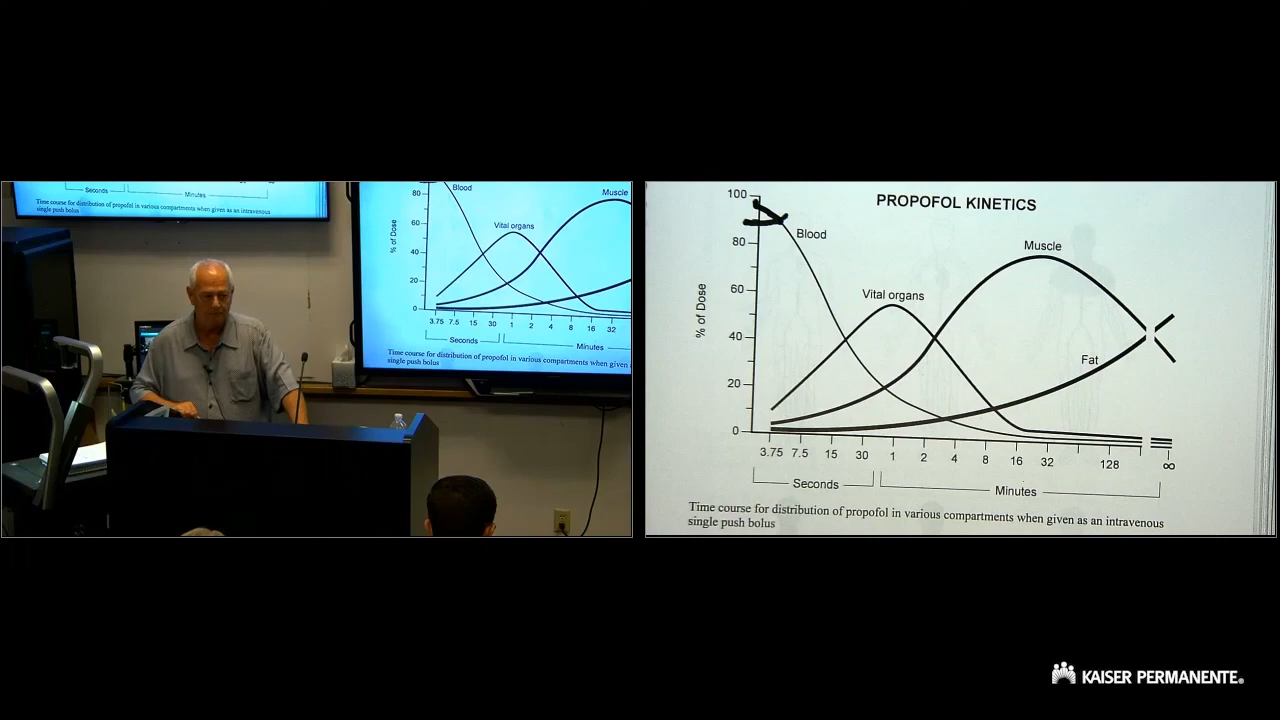 Seconds
Minutes
Time course for distribution of propofol in various compartments when given as an intravenous
single push bolus
80
60
40
20
0
% of Dose
Blood
Vital organs
Muscle
3.75 7.5 15 30 1 2 4 8 16 32
Seconds
Minutes
Time course for distribution of propofol in various compartments when given
single push bolus
PROPOFOL KINETICS
100
80
60
40
20
0
% of Dose
Blood
Vital organs
Muscle
Fat
3.75 7.5 15 30 1 2 4 8 16 32 128 ∞
Seconds
Minutes
Time course for distribution of propofol in various compartments when given as an intravenous
single push bolus
KAISER PERMANENTE®